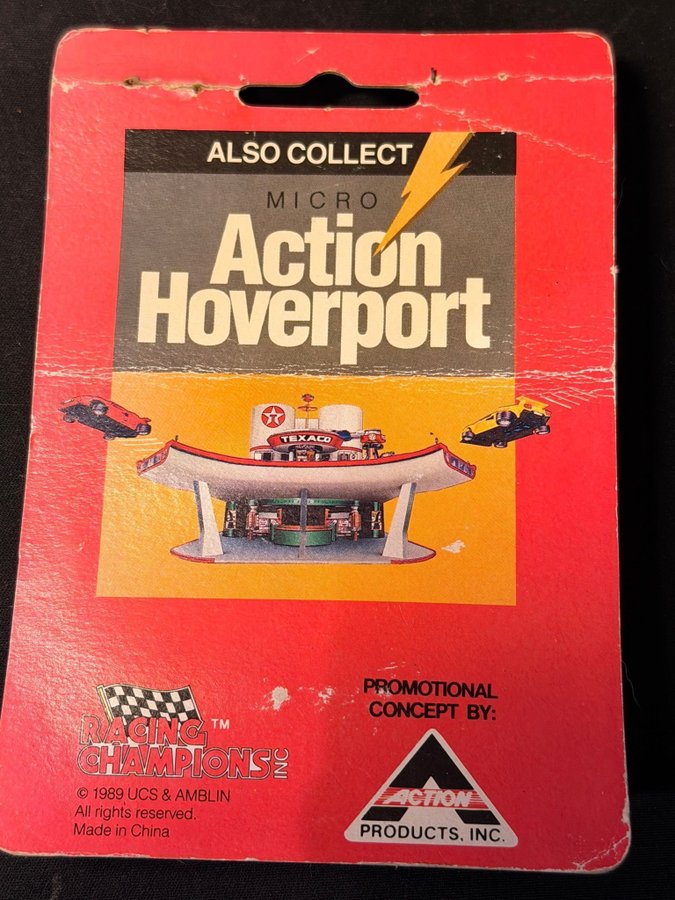 ALSO COLLECT
MICRO
Action
Hoverport
TEXACO
RACING
CHAMPIONS INC
™
© 1989 UCS & AMBLIN
All rights reserved.
Made in China
PROMOTIONAL
CONCEPT BY:
ACTION
PRODUCTS, INC.